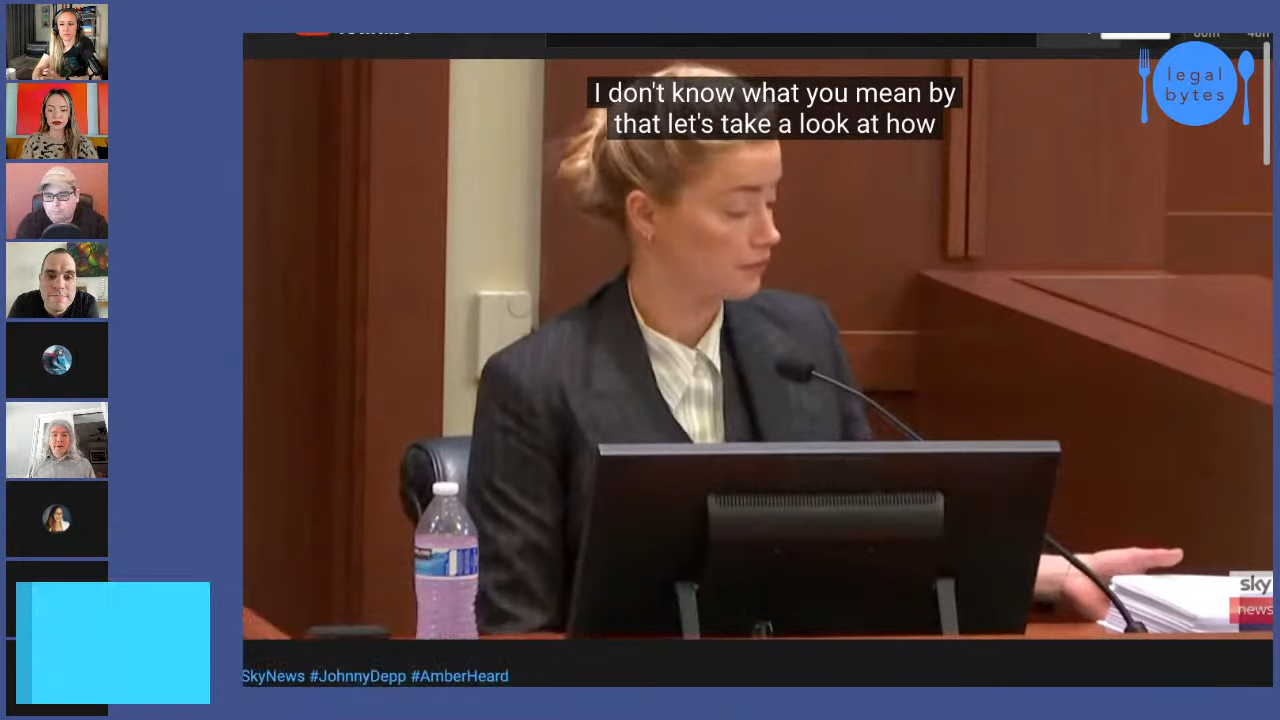 I don't know what you mean by
that let's take a look at how
legal
bytes
sky
news
SkyNews #JohnnyDepp #AmberHeard